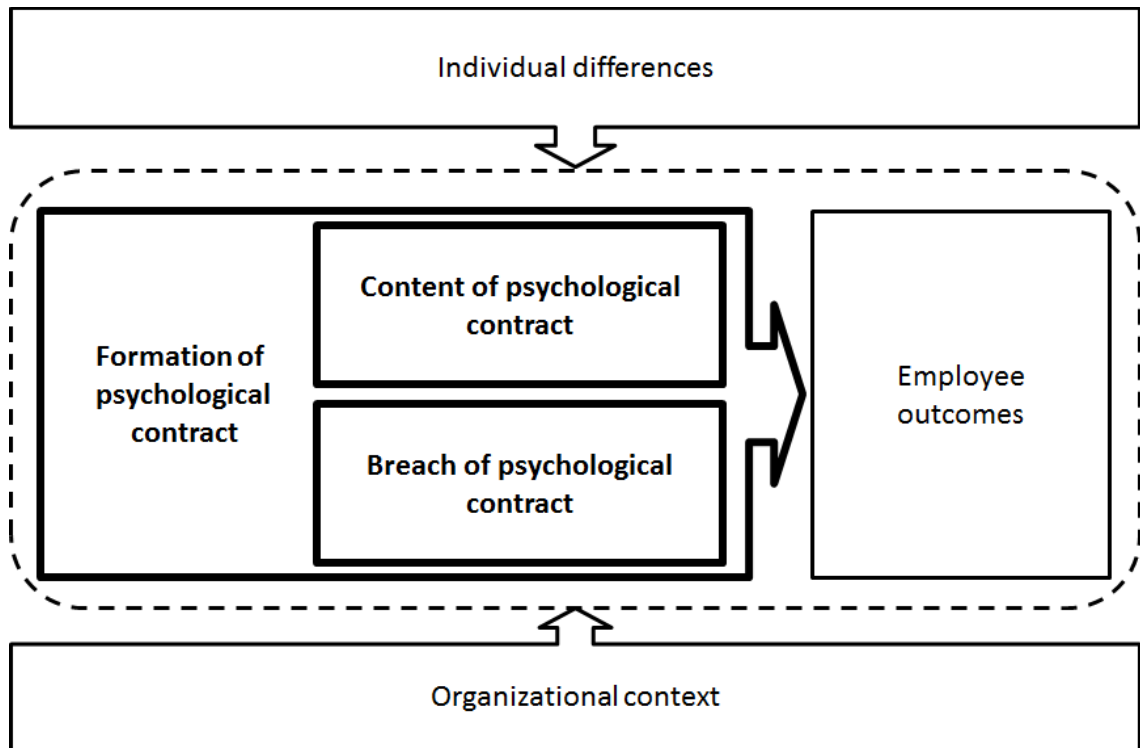 Individual differences
Content of psychological
contract
Formation of
psychological
contract
Breach of psychological
contract
Employee
outcomes
Organizational context